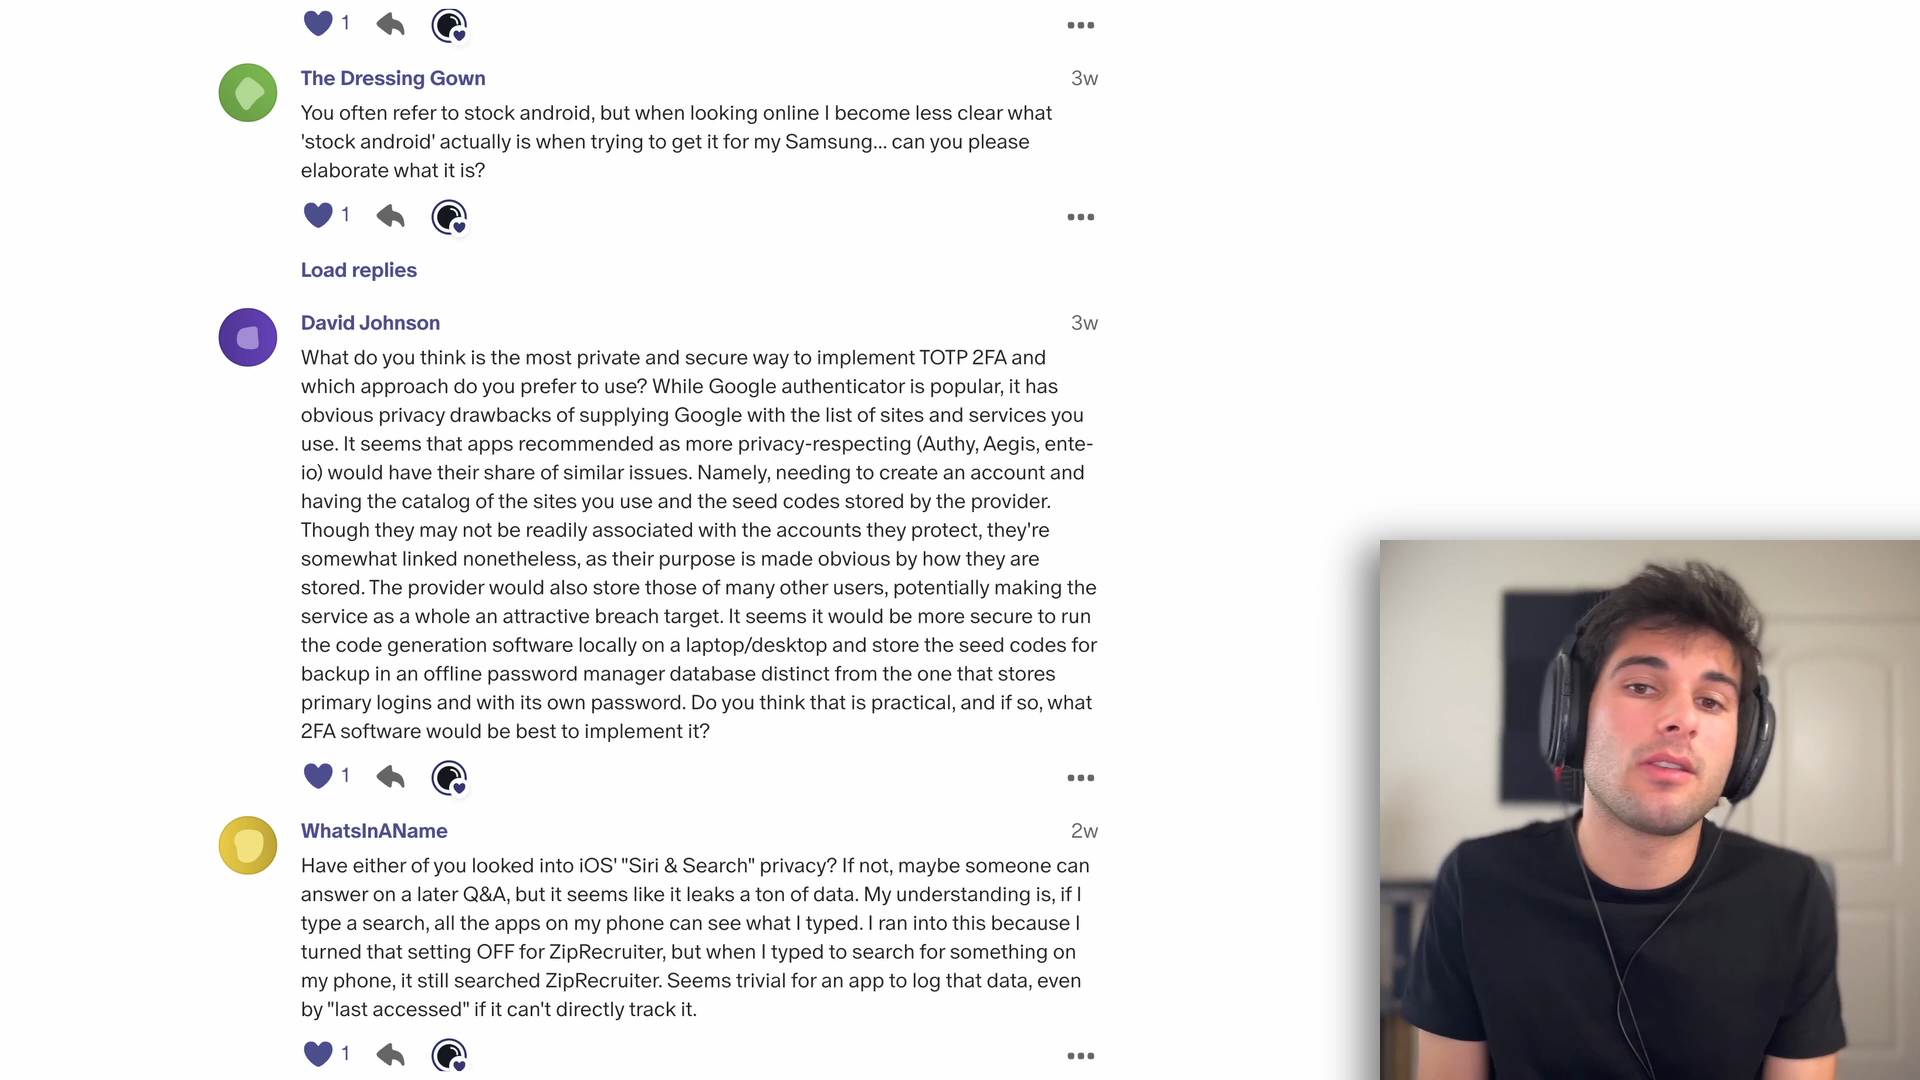 1
The Dressing Gown 3w
You often refer to stock android, but when looking online I become less clear what
'stock android' actually is when trying to get it for my Samsung... can you please
elaborate what it is?
1
Load replies
David Johnson 3w
What do you think is the most private and secure way to implement TOTP 2FA and
which approach do you prefer to use? While Google authenticator is popular, it has
obvious privacy drawbacks of supplying Google with the list of sites and services you
use. It seems that apps recommended as more privacy-respecting (Authy, Aegis, ente-
io) would have their share of similar issues. Namely, needing to create an account and
having the catalog of the sites you use and the seed codes stored by the provider.
Though they may not be readily associated with the accounts they protect, they're
somewhat linked nonetheless, as their purpose is made obvious by how they are
stored. The provider would also store those of many other users, potentially making the
service as a whole an attractive breach target. It seems it would be more secure to run
the code generation software locally on a laptop/desktop and store the seed codes for
backup in an offline password manager database distinct from the one that stores
primary logins and with its own password. Do you think that is practical, and if so, what
2FA software would be best to implement it?
1
WhatsInAName 2w
Have either of you looked into iOS' "Siri & Search" privacy? If not, maybe someone can
answer on a later Q&A, but it seems like it leaks a ton of data. My understanding is, if I
type a search, all the apps on my phone can see what I typed. I ran into this because I
turned that setting OFF for ZipRecruiter, but when I typed to search for something on
my phone, it still searched ZipRecruiter. Seems trivial for an app to log that data, even
by "last accessed" if it can't directly track it.
1